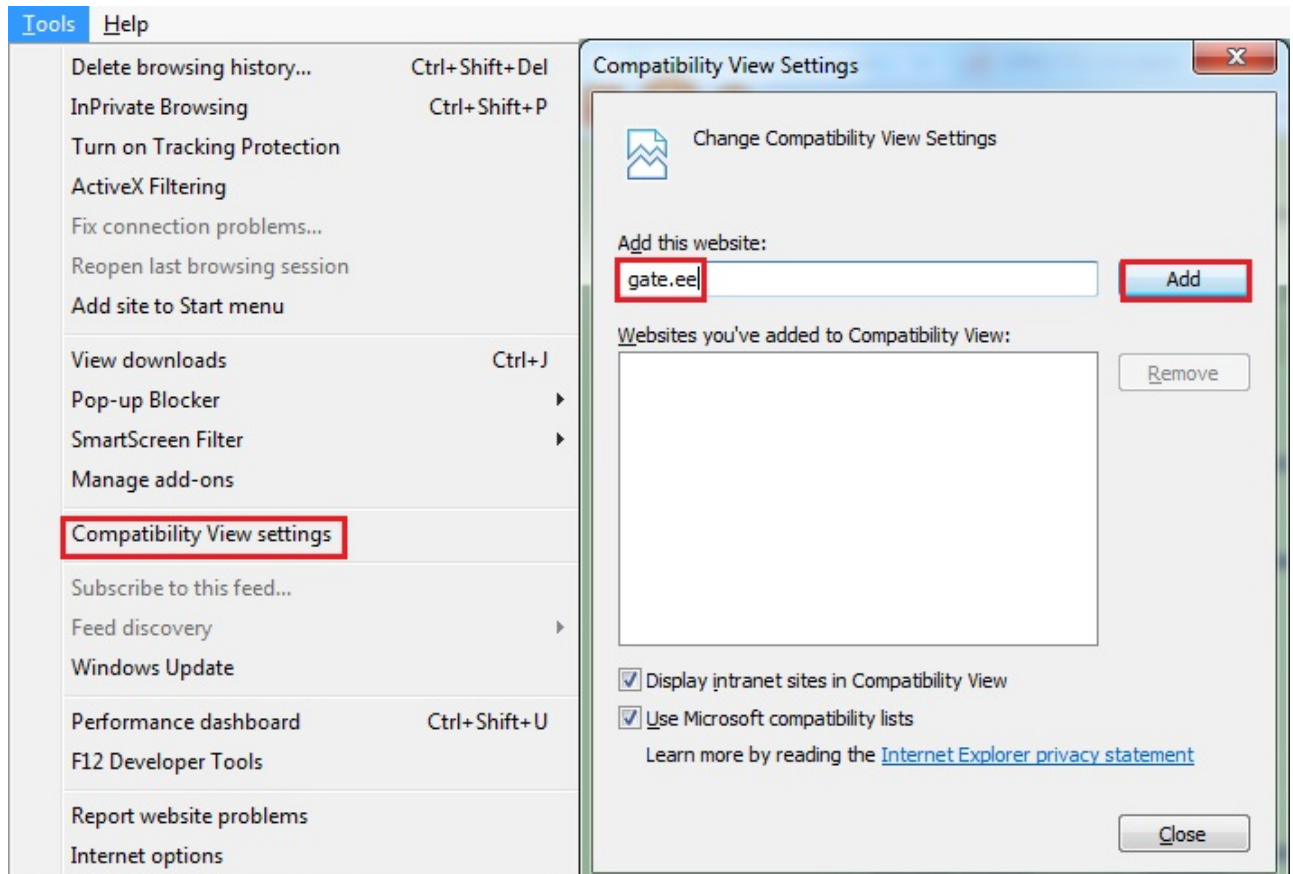 Tools Help
Delete browsing history... Ctrl+Shift+Del
InPrivate Browsing Ctrl+Shift+P
Turn on Tracking Protection
ActiveX Filtering
Fix connection problems...
Reopen last browsing session
Add site to Start menu
View downloads Ctrl+J
Pop-up Blocker
SmartScreen Filter
Manage add-ons
Compatibility View settings
Subscribe to this feed...
Feed discovery
Windows Update
Performance dashboard Ctrl+Shift+U
F12 Developer Tools
Report website problems
Internet options
Compatibility View Settings
Change Compatibility View Settings
Add this website:
gate.ee
Add
Websites you've added to Compatibility View:
Remove
Display intranet sites in Compatibility View
Use Microsoft compatibility lists
Learn more by reading the Internet Explorer privacy statement
Close